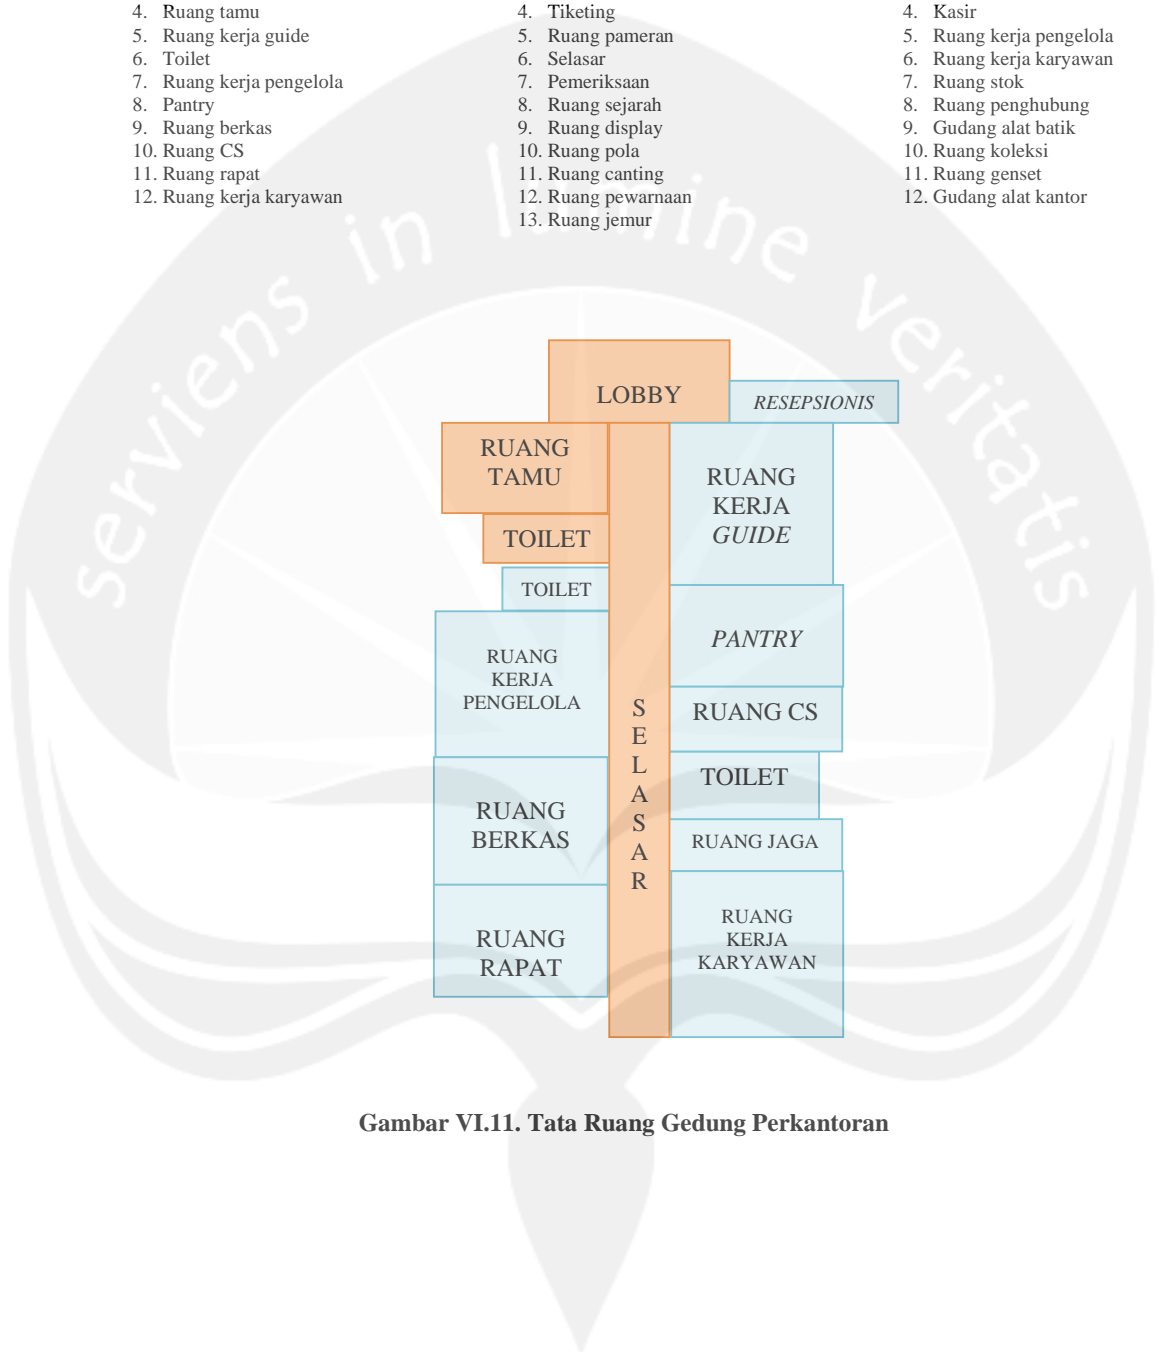 4. Ruang tamu
5. Ruang kerja guide
6. Toilet
7. Ruang kerja pengelola
8. Pantry
9. Ruang berkas
10. Ruang CS
11. Ruang rapat
12. Ruang kerja karyawan
4. Tiketing
5. Ruang pameran
6. Selasar
7. Pemeriksaan
8. Ruang sejarah
9. Ruang display
10. Ruang pola
11. Ruang canting
12. Ruang pewarnaan
13. Ruang jemur
4. Kasir
5. Ruang kerja pengelola
6. Ruang kerja karyawan
7. Ruang stok
8. Ruang penghubung
9. Gudang alat batik
10. Ruang koleksi
11. Ruang genset
12. Gudang alat kantor
serviens in lumine veritatis
LOBBY
RESEPSIONIS
RUANG
TAMU
TOILET
TOILET
RUANG
KERJA
PENGELOLA
RUANG
BERKAS
RUANG
RAPAT
S
E
L
A
S
A
R
RUANG
KERJA
GUIDE
PANTRY
RUANG CS
TOILET
RUANG JAGA
RUANG
KERJA
KARYAWAN
Gambar VI.11. Tata Ruang Gedung Perkantoran